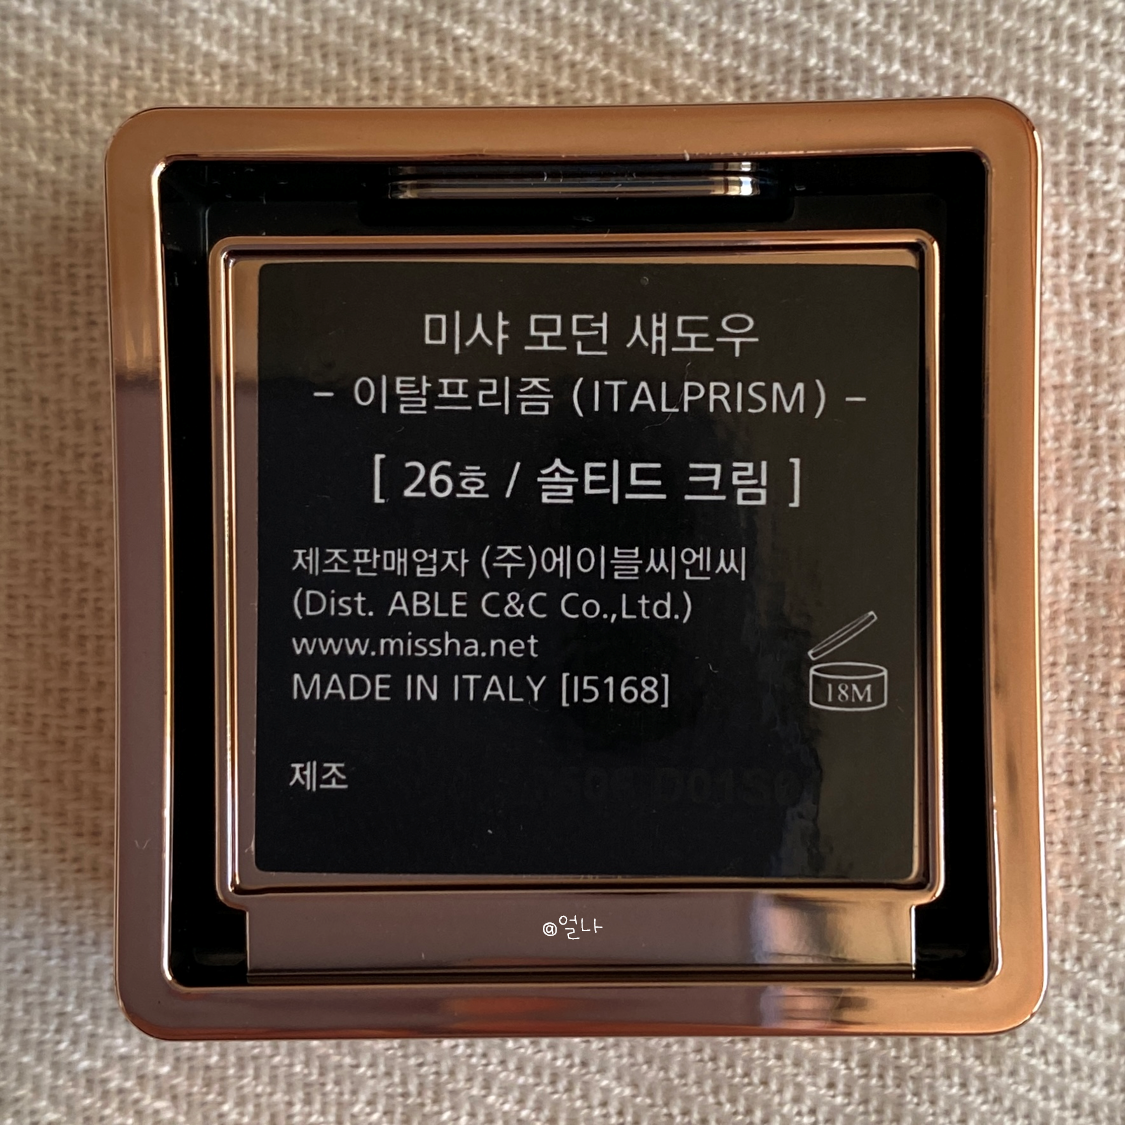 미샤 모던 섀도우
– 이탈프리즘 (ITALPRISM) –
[ 26호 / 솔티드 크림 ]
제조판매업자 (주)에이블씨엔씨
(Dist. ABLE C&C Co.,Ltd.)
www.missha.net
MADE IN ITALY [I5168]
18M
제조
@얼나